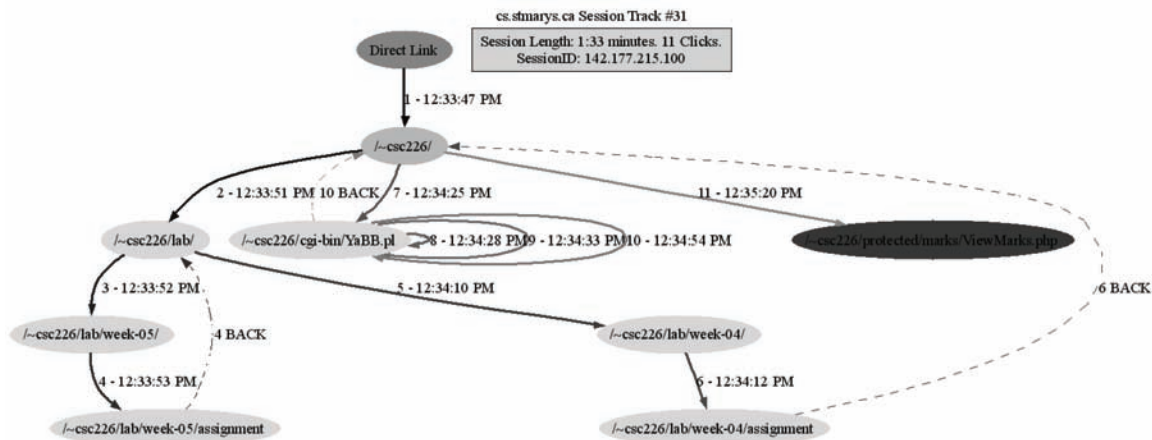 cs.stmarys.ca Session Track #31
Session Length: 1:33 minutes. 11 Clicks.
SessionID: 142.177.215.100
Direct Link
1 - 12:33:47 PM
/~csc226/
2 - 12:33:51 PM
10 BACK
7 - 12:34:25 PM
11 - 12:35:20 PM
/~csc226/lab/
/~csc226/cgi-bin/YaBB.pl
8 - 12:34:28 PM
9 - 12:34:33 PM
10 - 12:34:54 PM
/~csc226/protected/marks/ViewMarks.php
3 - 12:33:52 PM
5 - 12:34:10 PM
6 BACK
/~csc226/lab/week-05/
4 BACK
/~csc226/lab/week-04/
4 - 12:33:53 PM
6 - 12:34:12 PM
/~csc226/lab/week-05/assignment
/~csc226/lab/week-04/assignment